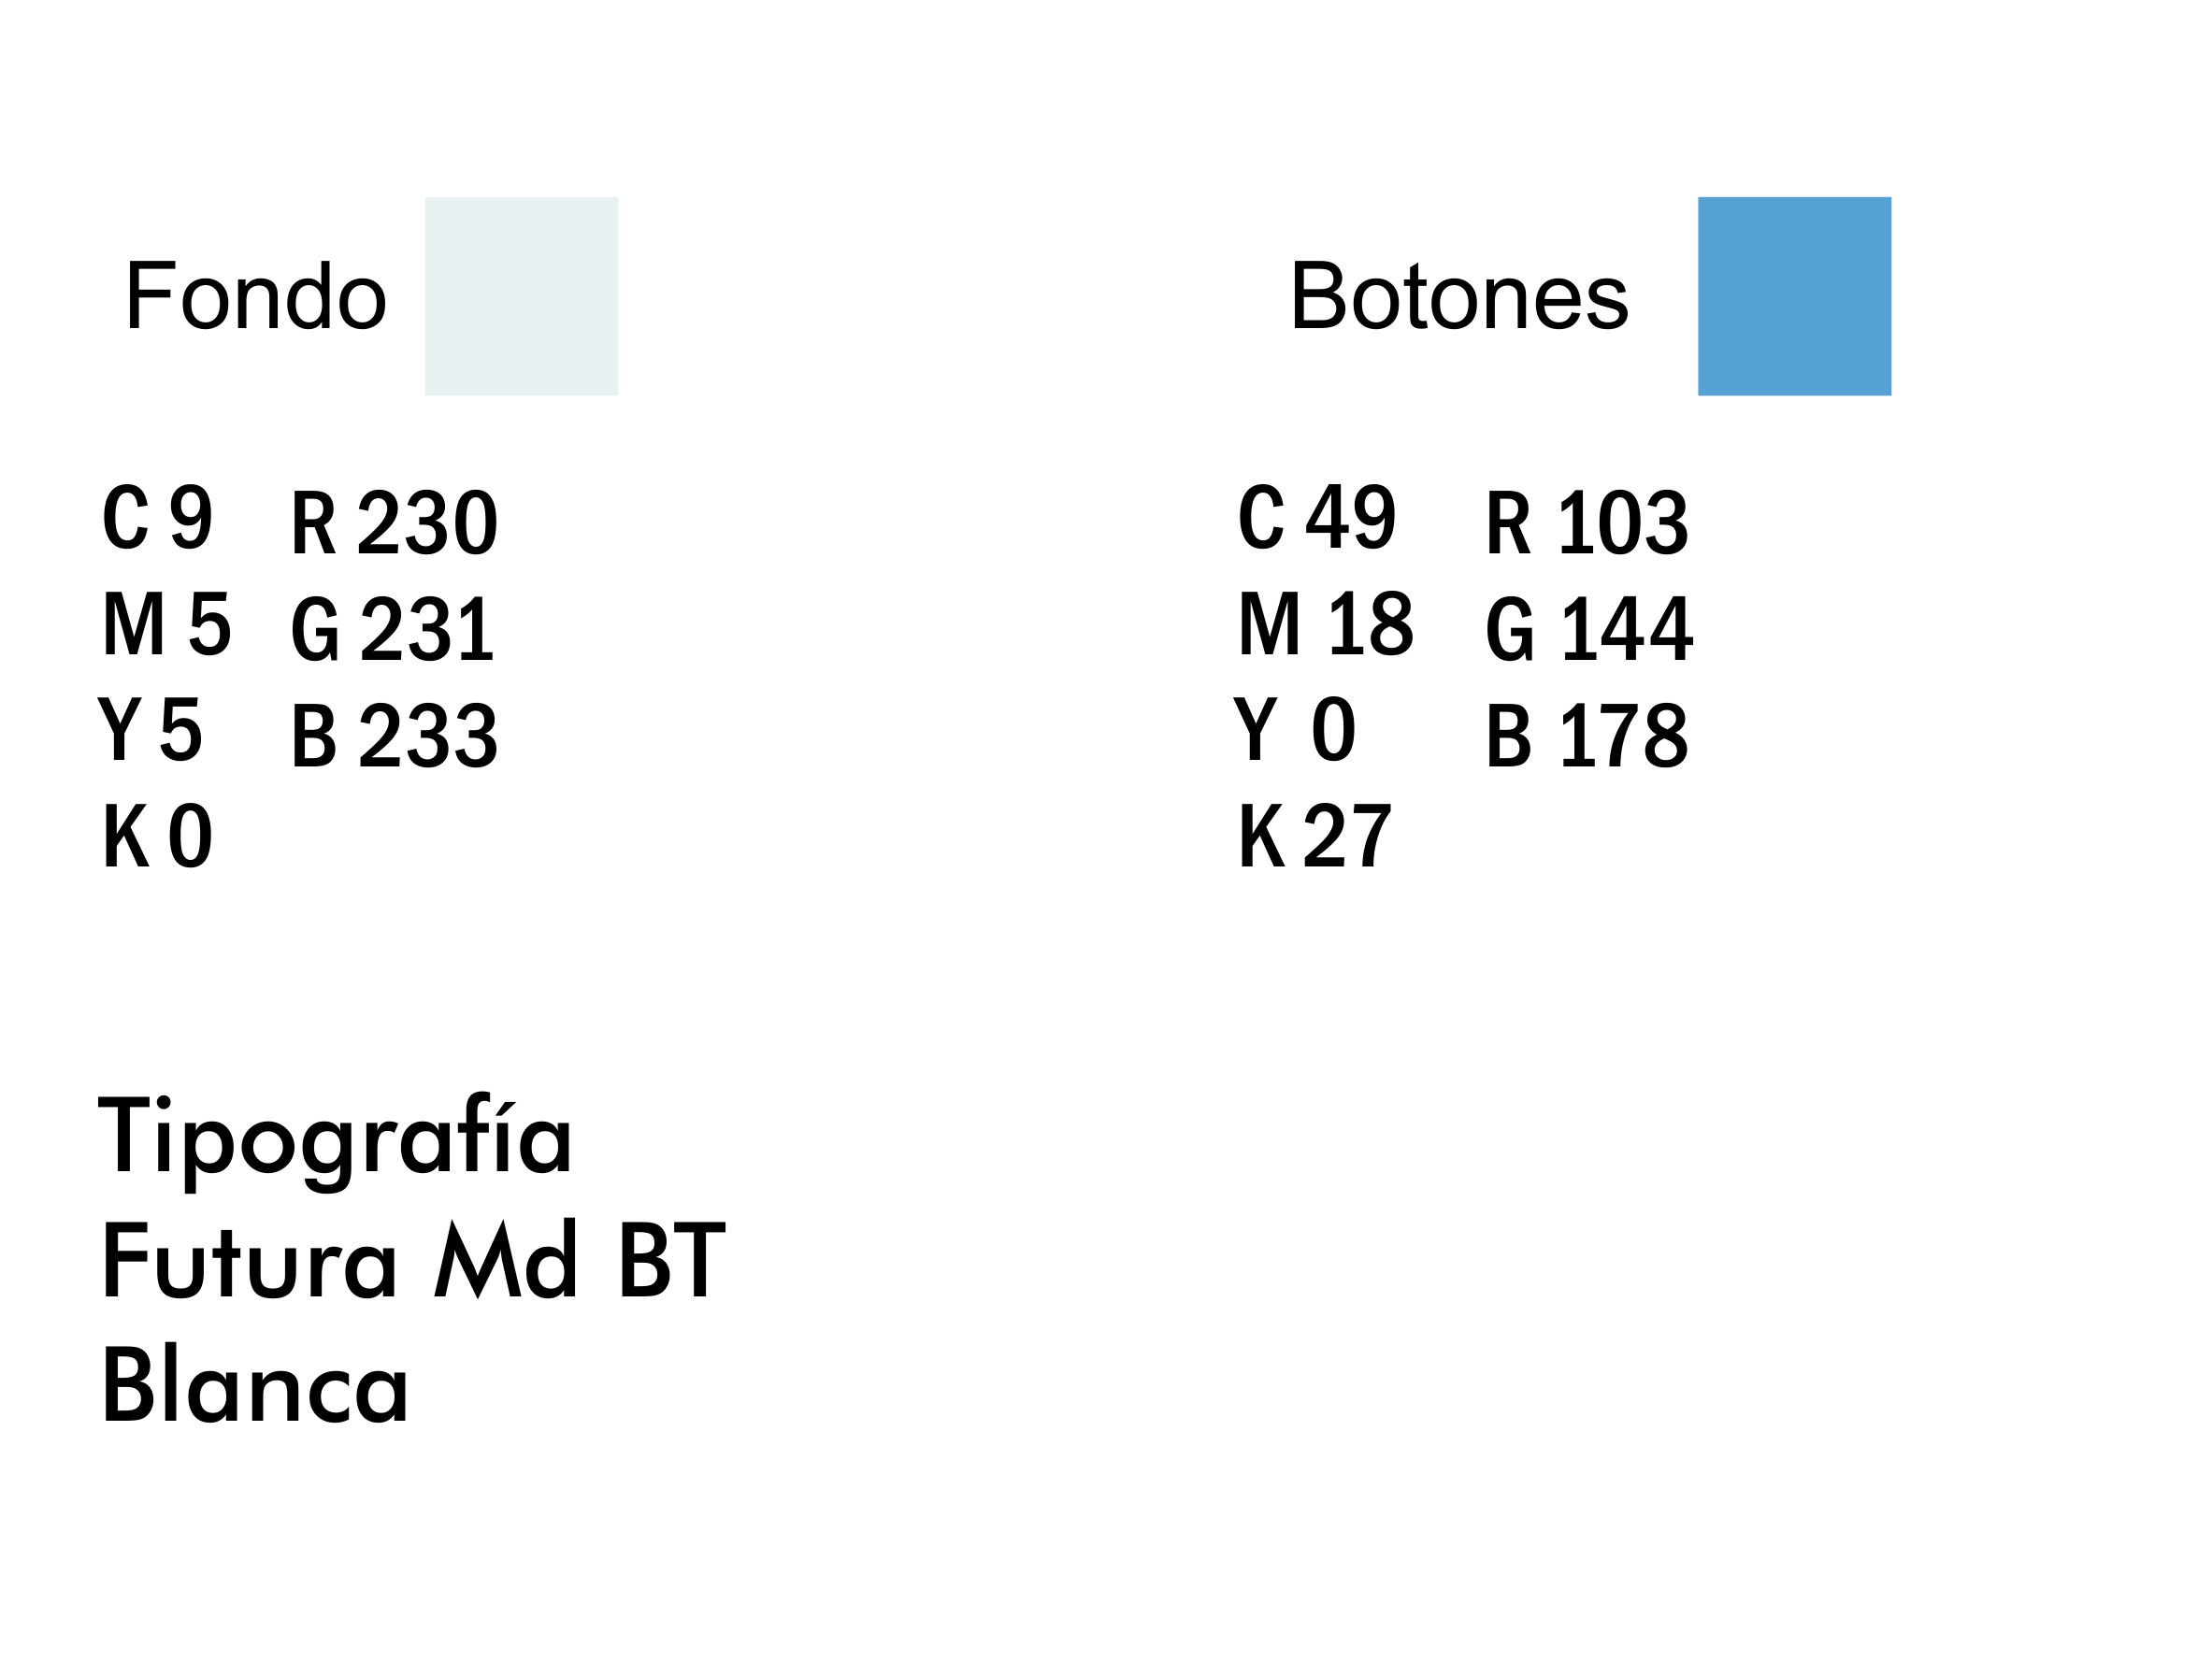 Fondo
C 9
M 5
Y 5
K 0
R 230
G 231
B 233
Botones
C 49
M 18
Y 0
K 27
R 103
G 144
B 178
Tipografía
Futura Md BT
Blanca